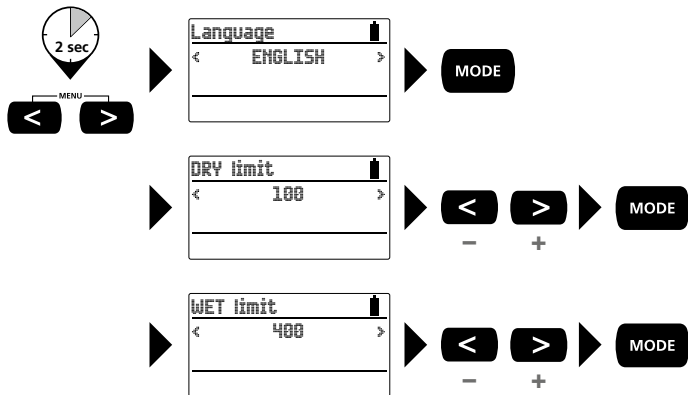 2 sec
MENU
< >
Language
< ENGLISH >
MODE
DRY limit
< 100 >
< >
- +
MODE
WET limit
< 400 >
< >
- +
MODE